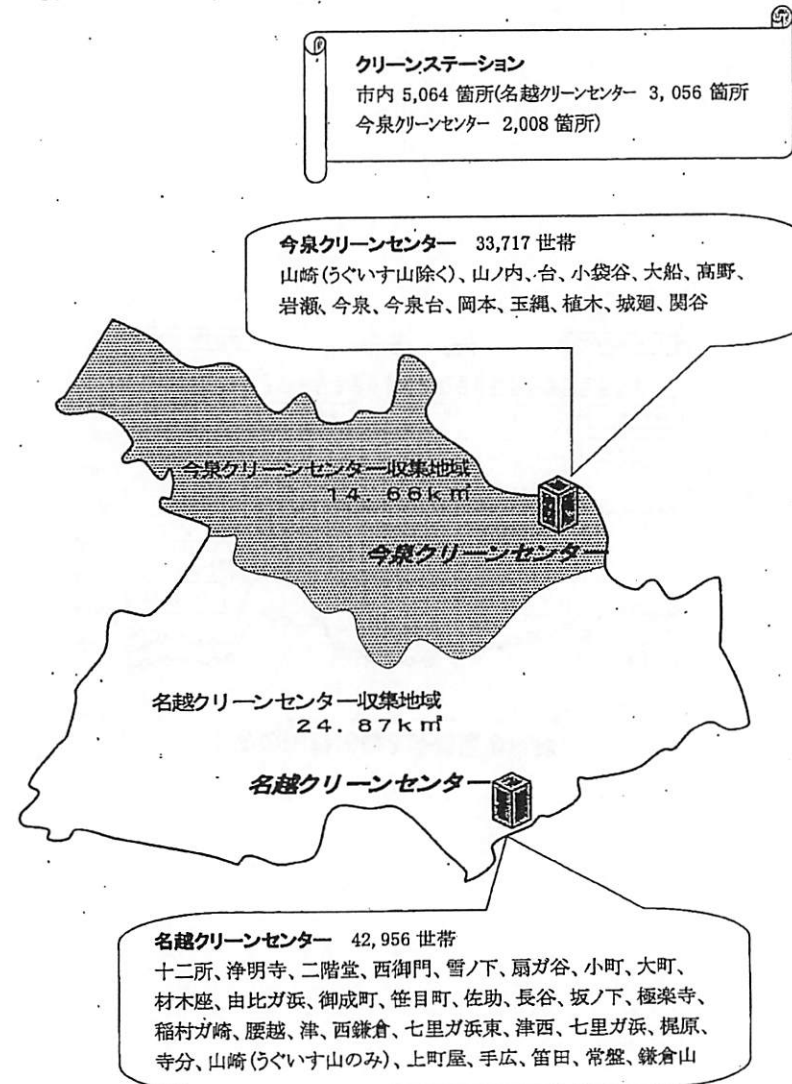 クリーンステーション
市内 5,064 箇所(名越クリーンセンター 3,056 箇所
今泉クリーンセンター 2,008 箇所)
今泉クリーンセンター 33,717 世帯
山崎(うぐいす山除く)、山ノ内、台、小袋谷、大船、高野、
岩瀬、今泉、今泉台、岡本、玉縄、植木、城廻、関谷
今泉クリーンセンター収集地域
14.66k㎡
今泉クリーンセンター
名越クリーンセンター収集地域
24.87k㎡
名越クリーンセンター
名越クリーンセンター 42,956 世帯
十二所、浄明寺、二階堂、西御門、雪ノ下、扇ガ谷、小町、大町、
材木座、由比ガ浜、御成町、笹目町、佐助、長谷、坂ノ下、極楽寺、
稲村ガ崎、腰越、津、西鎌倉、七里ガ浜東、津西、七里ガ浜、梶原、
寺分、山崎(うぐいす山のみ)、上町屋、手広、笛田、常盤、鎌倉山